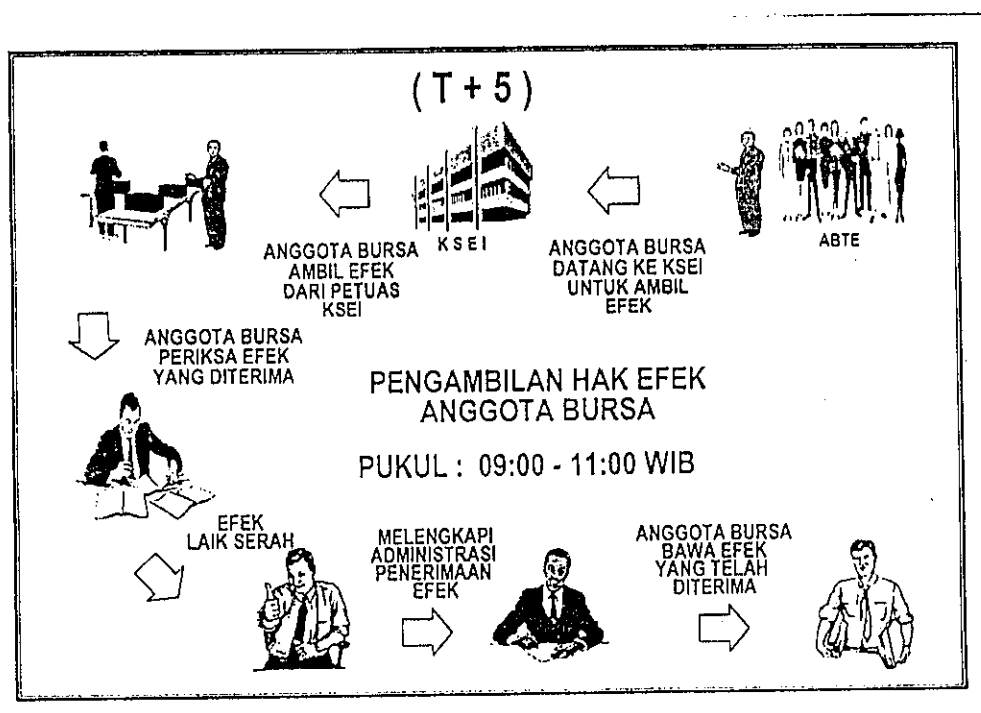 ( T + 5 )
ABTE
ANGGOTA BURSA
DATANG KE KSEI
UNTUK AMBIL
EFEK
KSEI
ANGGOTA BURSA
AMBIL EFEK
DARI PETUAS
KSEI
ANGGOTA BURSA
PERIKSA EFEK
YANG DITERIMA
PENGAMBILAN HAK EFEK
ANGGOTA BURSA
PUKUL : 09:00 - 11:00 WIB
EFEK
LAIK SERAH
MELENGKAPI
ADMINISTRASI
PENERIMAAN
EFEK
ANGGOTA BURSA
BAWA EFEK
YANG TELAH
DITERIMA